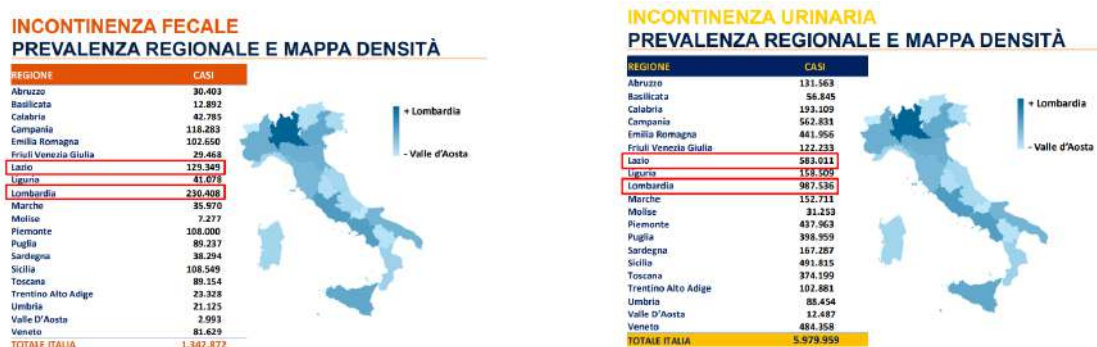 INCONTINENZA FECALE
PREVALENZA REGIONALE E MAPPA DENSITÀ
REGIONE CASI
Abruzzo 30.403
Basilicata 12.892
Calabria 42.785
Campania 118.283
Emilia Romagna 102.650
Friuli Venezia Giulia 29.468
Lazio 129.349
Liguria 41.078
Lombardia 230.408
Marche 35.970
Molise 7.277
Piemonte 108.000
Puglia 89.237
Sardegna 38.294
Sicilia 108.549
Toscana 89.154
Trentino Alto Adige 23.328
Umbria 21.125
Valle D'Aosta 2.993
Veneto 81.629
TOTALE ITALIA 1.342.872
+ Lombardia
- Valle d'Aosta
INCONTINENZA URINARIA
PREVALENZA REGIONALE E MAPPA DENSITÀ
REGIONE CASI
Abruzzo 131.563
Basilicata 56.845
Calabria 193.109
Campania 562.831
Emilia Romagna 441.956
Friuli Venezia Giulia 122.233
Lazio 583.011
Liguria 158.509
Lombardia 987.536
Marche 152.711
Molise 31.253
Piemonte 437.963
Puglia 398.959
Sardegna 167.287
Sicilia 491.815
Toscana 374.199
Trentino Alto Adige 102.881
Umbria 88.454
Valle D'Aosta 12.487
Veneto 484.358
TOTALE ITALIA 5.979.959
+ Lombardia
- Valle d'Aosta